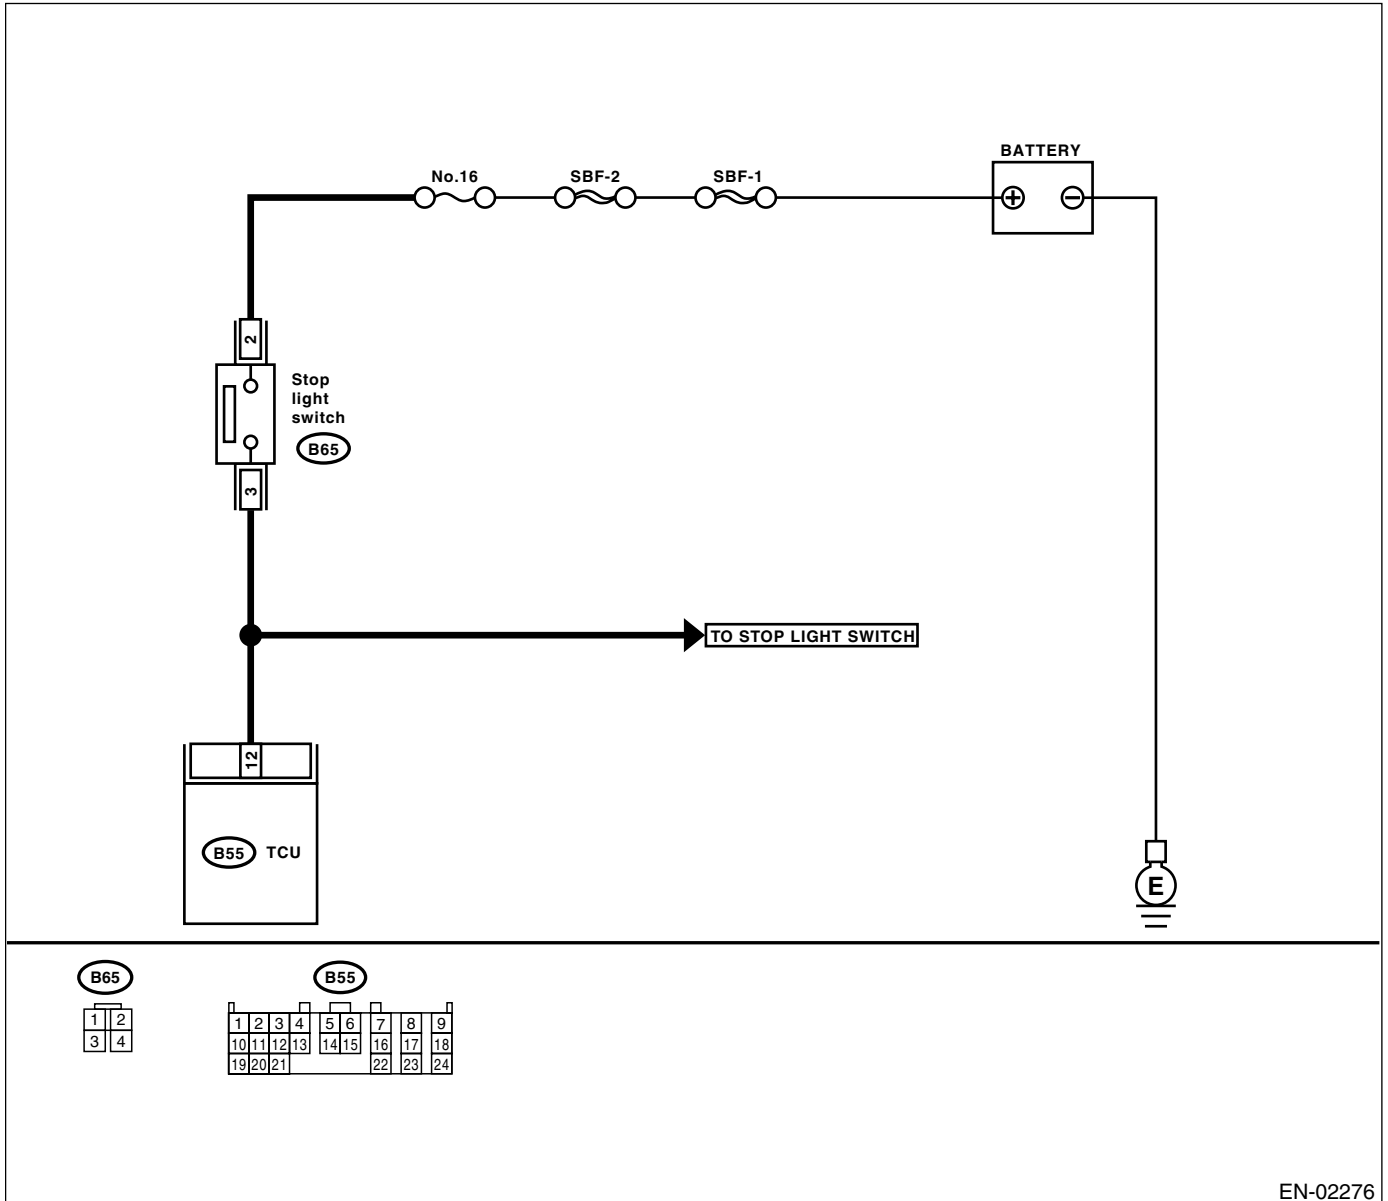 BATTERY
No.16 SBF-2 SBF-1
+ −
2
Stop
light
switch
B65
3
TO STOP LIGHT SWITCH
12
B55 TCU
E
B65 B55
1 2
3 4
1 2 3 4 5 6 7 8 9
10 11 12 13 14 15 16 17 18
19 20 21 22 23 24
EN-02276